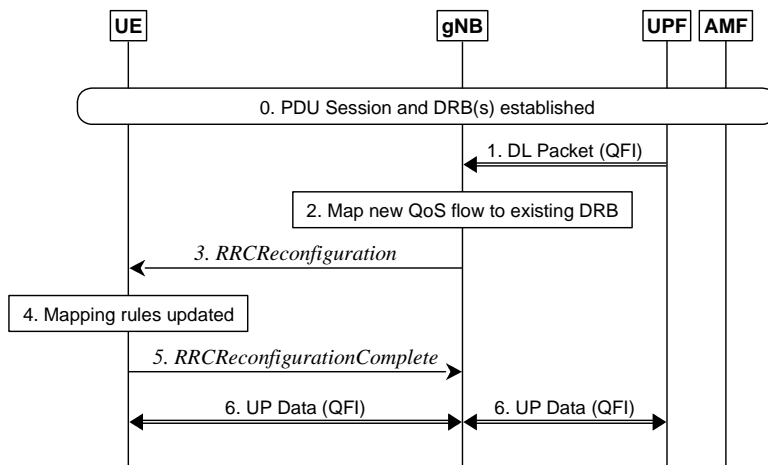 UE gNB UPF AMF
0. PDU Session and DRB(s) established
1. DL Packet (QFI)
2. Map new QoS flow to existing DRB
3. RRCReconfiguration
4. Mapping rules updated
5. RRCReconfigurationComplete
6. UP Data (QFI) 6. UP Data (QFI)